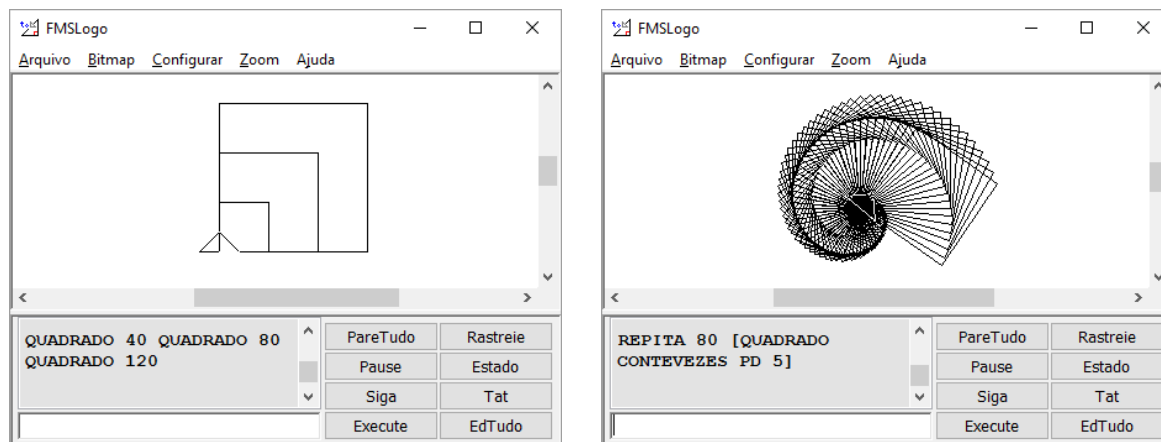 FMSLogo
Arquivo Bitmap Configurar Zoom Ajuda
QUADRADO 40 QUADRADO 80
QUADRADO 120
PareTudo Rastreie
Pause Estado
Siga Tat
Execute EdTudo
FMSLogo
Arquivo Bitmap Configurar Zoom Ajuda
REPITA 80 [QUADRADO
CONTEVEZES PD 5]
PareTudo Rastreie
Pause Estado
Siga Tat
Execute EdTudo